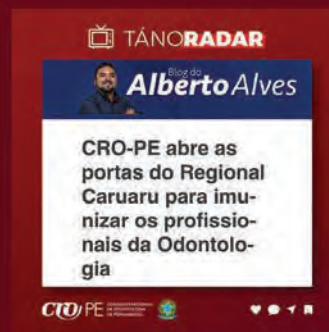 TÁNORADAR
Blog do
Alberto Alves
CRO-PE abre as
portas do Regional
Caruaru para imu-
nizar os profissio-
nais da Odontolo-
gia
CRO PE